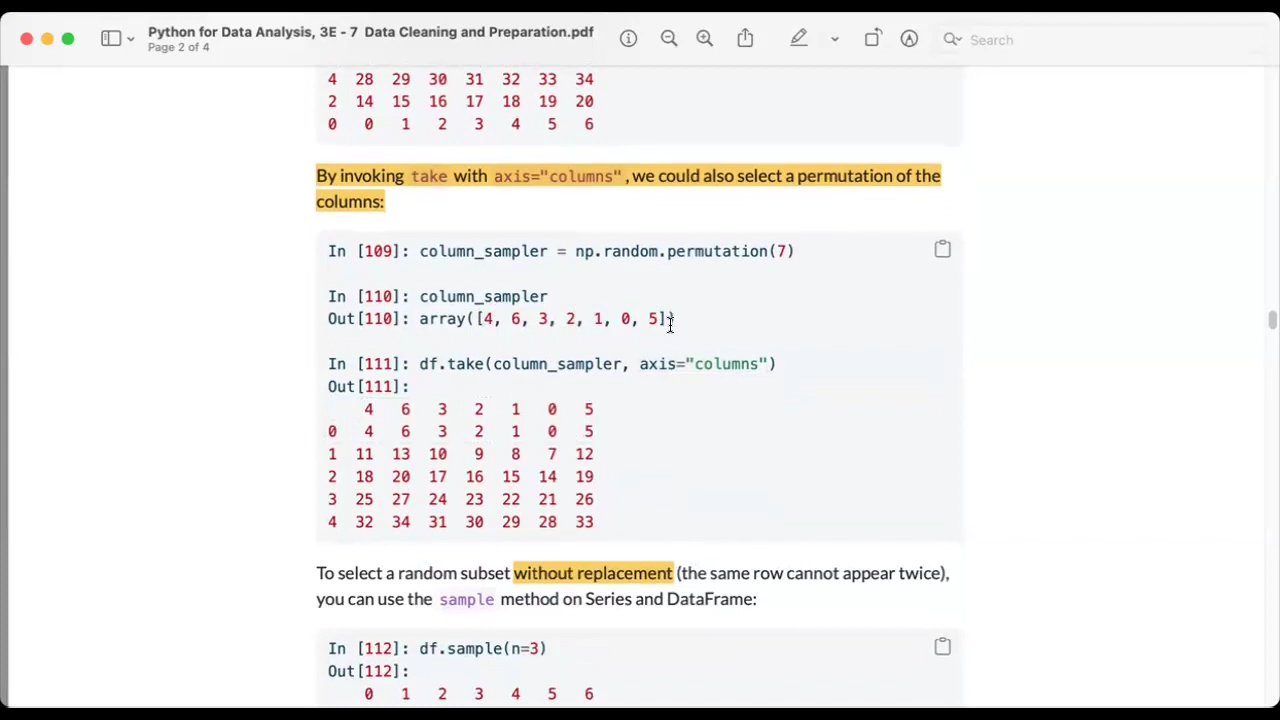 Python for Data Analysis, 3E - 7 Data Cleaning and Preparation.pdf
Page 2 of 4
Search
4 28 29 30 31 32 33 34
2 14 15 16 17 18 19 20
0 0 1 2 3 4 5 6
By invoking take with axis="columns", we could also select a permutation of the
columns:
In [109]: column_sampler = np.random.permutation(7)
In [110]: column_sampler
Out[110]: array([4, 6, 3, 2, 1, 0, 5])
In [111]: df.take(column_sampler, axis="columns")
Out[111]:
4 6 3 2 1 0 5
0 4 6 3 2 1 0 5
1 11 13 10 9 8 7 12
2 18 20 17 16 15 14 19
3 25 27 24 23 22 21 26
4 32 34 31 30 29 28 33
To select a random subset without replacement (the same row cannot appear twice),
you can use the sample method on Series and DataFrame:
In [112]: df.sample(n=3)
Out[112]:
0 1 2 3 4 5 6